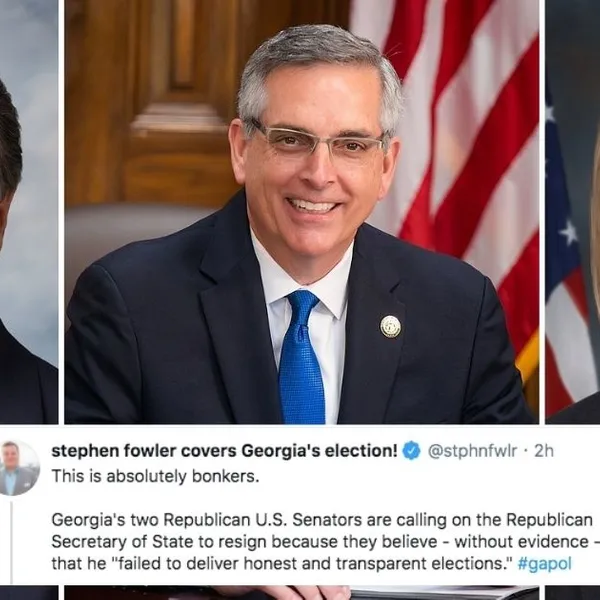 stephen fowler covers Georgia's election! @stphnfwlr · 2h
This is absolutely bonkers.
Georgia's two Republican U.S. Senators are calling on the Republican
Secretary of State to resign because they believe - without evidence -
that he "failed to deliver honest and transparent elections." #gapol